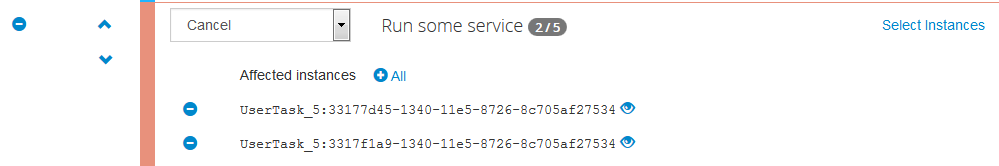 Cancel Run some service 2 / 5 Select Instances
Affected instances All
UserTask_5:33177d45-1340-11e5-8726-8c705af27534
UserTask_5:3317f1a9-1340-11e5-8726-8c705af27534